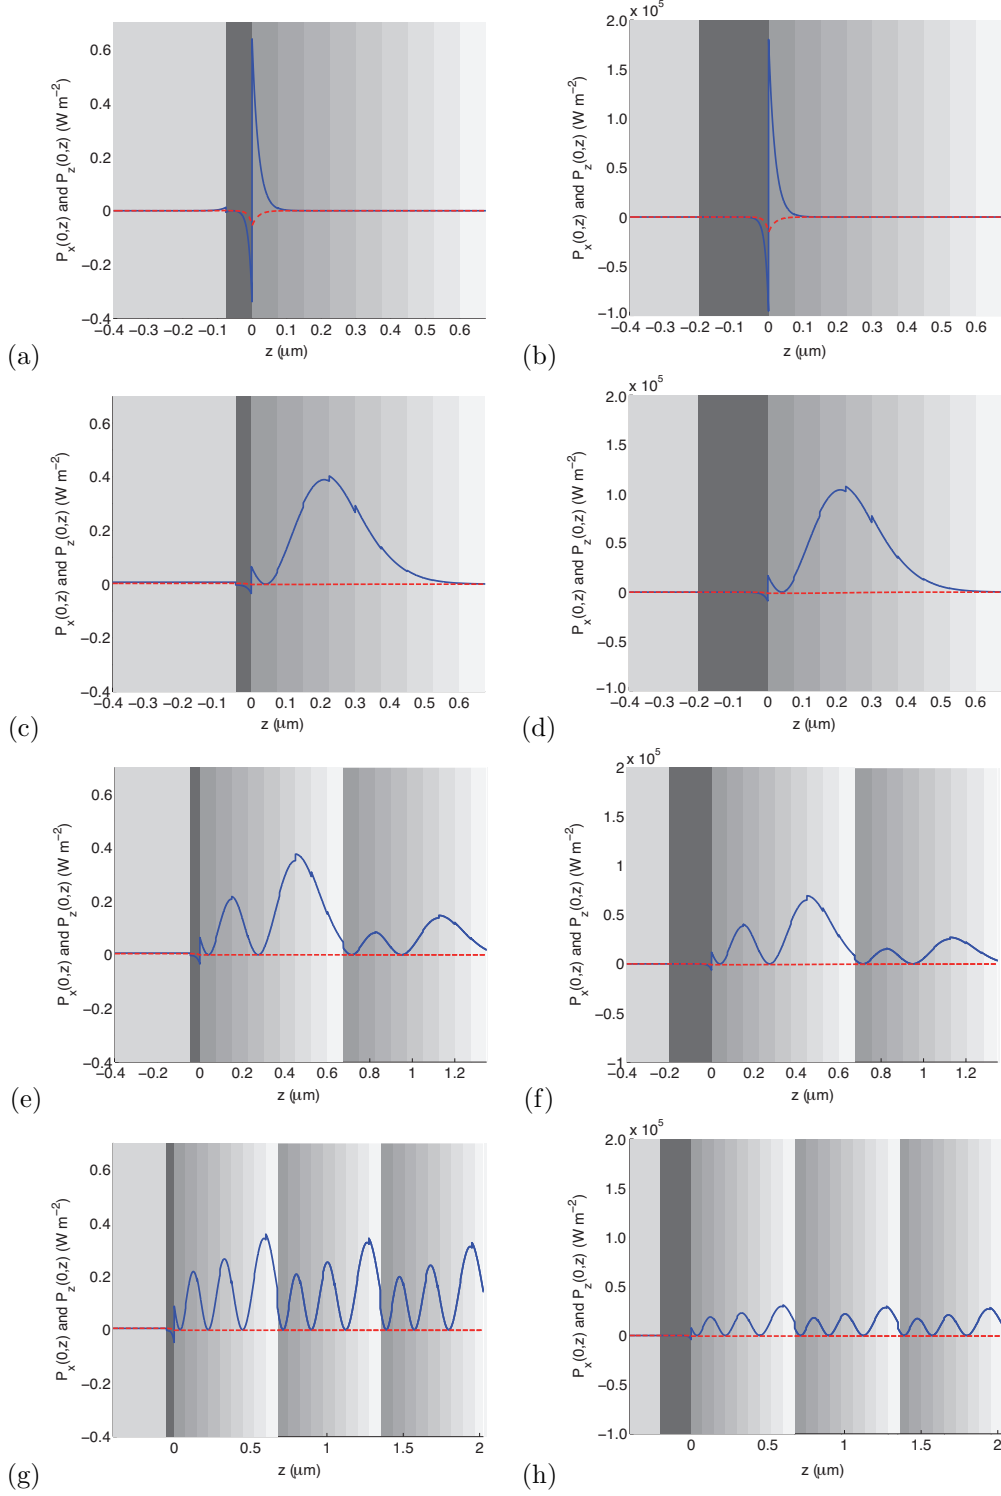 0.6
0.4
0.2
0
−0.2
−0.4
P_x(0,z) and P_z(0,z) (W m^−2)
−0.4 −0.3 −0.2 −0.1 0 0.1 0.2 0.3 0.4 0.5 0.6
z (μm)
(a)
x 10^5
2.0
1.5
1.0
0.5
0
−0.5
−1.0
P_x(0,z) and P_z(0,z) (W m^−2)
−0.4 −0.3 −0.2 −0.1 0 0.1 0.2 0.3 0.4 0.5 0.6
z (μm)
(b)
0.6
0.4
0.2
0
−0.2
−0.4
P_x(0,z) and P_z(0,z) (W m^−2)
−0.4 −0.3 −0.2 −0.1 0 0.1 0.2 0.3 0.4 0.5 0.6
z (μm)
(c)
x 10^5
2.0
1.5
1.0
0.5
0
−0.5
−1.0
P_x(0,z) and P_z(0,z) (W m^−2)
−0.4 −0.3 −0.2 −0.1 0 0.1 0.2 0.3 0.4 0.5 0.6
z (μm)
(d)
0.6
0.4
0.2
0
−0.2
−0.4
P_x(0,z) and P_z(0,z) (W m^−2)
−0.4 −0.2 0 0.2 0.4 0.6 0.8 1 1.2
z (μm)
(e)
x 10^5
2
1.5
1
0.5
0
−0.5
−1
P_x(0,z) and P_z(0,z) (W m^−2)
−0.4 −0.2 0 0.2 0.4 0.6 0.8 1 1.2
z (μm)
(f)
0.6
0.4
0.2
0
−0.2
−0.4
P_x(0,z) and P_z(0,z) (W m^−2)
0 0.5 1 1.5 2
z (μm)
(g)
x 10^5
2.0
1.5
1.0
0.5
0
−0.5
−1.0
P_x(0,z) and P_z(0,z) (W m^−2)
0 0.5 1 1.5 2
z (μm)
(h)